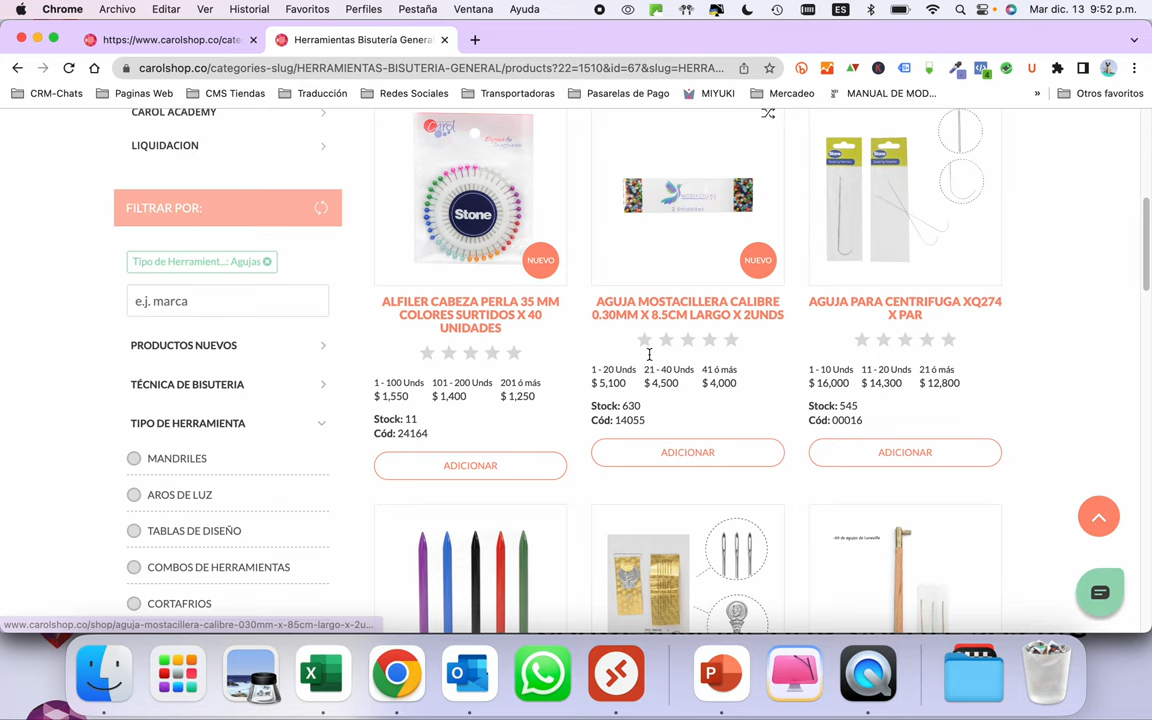 Chrome Archivo Editar Ver Historial Favoritos Perfiles Pestaña Ventana Ayuda ES Mar. dic. 13 9:52 p.m.
https://www.carolshop.co/cate Herramientas Bisutería Genera
carolshop.co/categories-slug/HERRAMIENTAS-BISUTERIA-GENERAL/products?22=1510&id=67&slug=HERRA...
CRM-Chats Paginas Web CMS Tiendas Traducción Redes Sociales Transportadoras Pasarelas de Pago MIYUKI Mercadeo MANUAL DE MOD... » Otros favoritos
CAROL ACADEMY
LIQUIDACION
FILTRAR POR:
Tipo de Herramient...: Agujas
e.j. marca
PRODUCTOS NUEVOS
TÉCNICA DE BISUTERIA
TIPO DE HERRAMIENTA
MANDRILES
AROS DE LUZ
TABLAS DE DISEÑO
COMBOS DE HERRAMIENTAS
CORTAFRIOS
Carol
Stone
NUEVO
ALFILER CABEZA PERLA 35 MM
COLORES SURTIDOS X 40
UNIDADES
1 - 100 Unds 101 - 200 Unds 201 ó más
$ 1,550 $ 1,400 $ 1,250
Stock: 11
Cód: 24164
ADICIONAR
2 Unidades
NUEVO
AGUJA MOSTACILLERA CALIBRE
0.30MM X 8.5CM LARGO X 2UNDS
1 - 20 Unds 21 - 40 Unds 41 ó más
$ 5,100 $ 4,500 $ 4,000
Stock: 630
Cód: 14055
ADICIONAR
Stone Stone
AGUJA PARA CENTRIFUGA XQ274
X PAR
1 - 10 Unds 11 - 20 Unds 21 ó más
$ 16,000 $ 14,300 $ 12,800
Stock: 545
Cód: 00016
ADICIONAR
www.carolshop.co/shop/aguja-mostacillera-calibre-030mm-x-85cm-largo-x-2u...